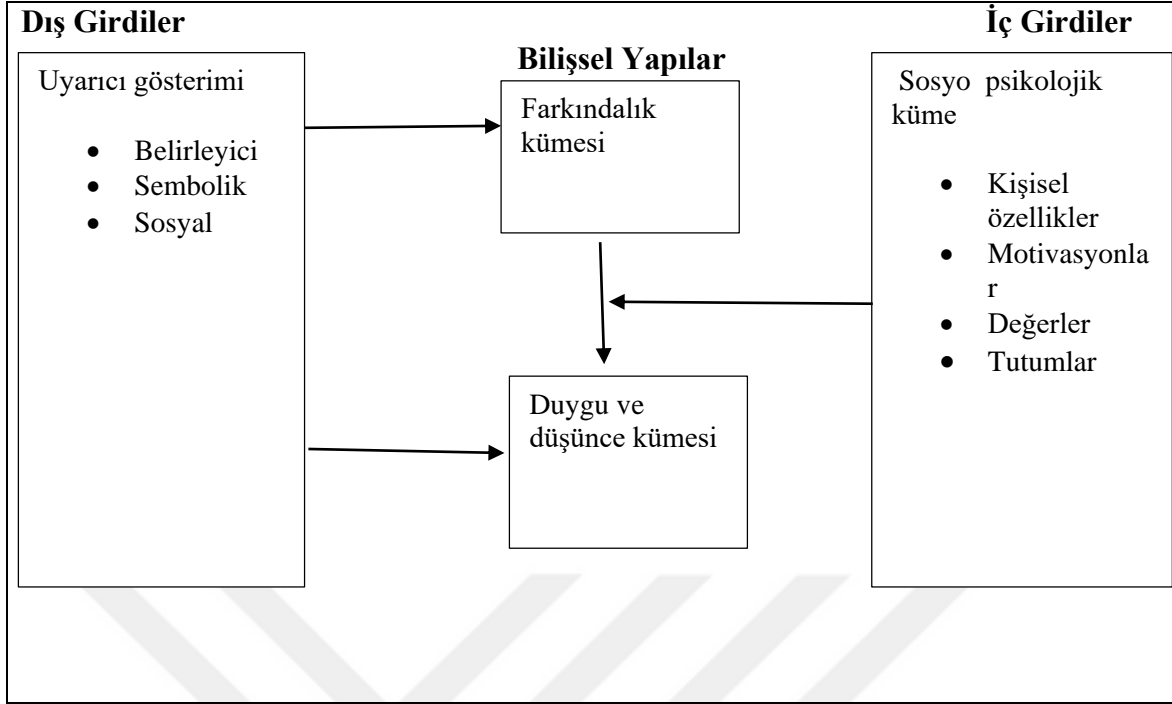 Dış Girdiler
Uyarıcı gösterimi
• Belirleyici
• Sembolik
• Sosyal
Bilişsel Yapılar
Farkındalık
kümesi
Duygu ve
düşünce kümesi
İç Girdiler
Sosyo psikolojik
küme
• Kişisel
özellikler
• Motivasyonla
r
• Değerler
• Tutumlar